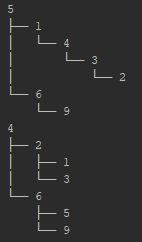 5
├── 1
│   └── 4
│       └── 3
│           └── 2
└── 6
    └── 9
4
├── 2
│   ├── 1
│   └── 3
└── 6
    ├── 5
    └── 9